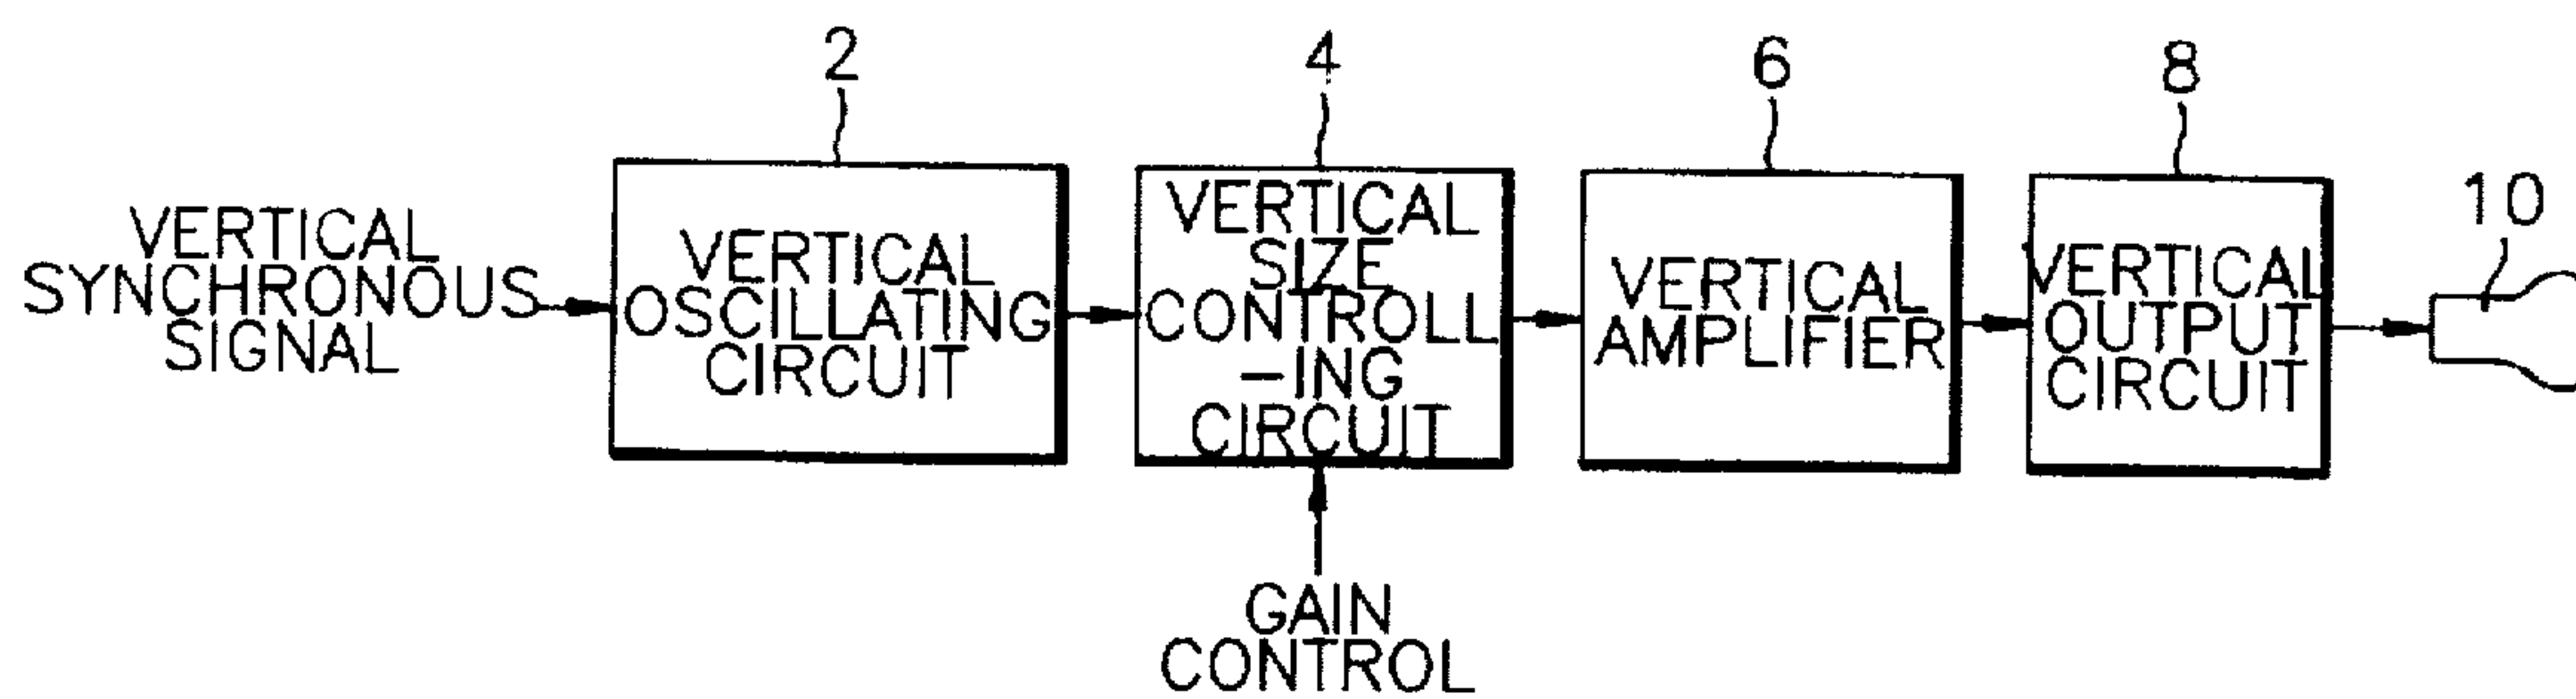 2
4
6
8
10
VERTICAL
SYNCHRONOUS
SIGNAL
VERTICAL
OSCILLATING
CIRCUIT
VERTICAL
SIZE
CONTROLL
-ING
CIRCUIT
VERTICAL
AMPLIFIER
VERTICAL
OUTPUT
CIRCUIT
GAIN
CONTROL